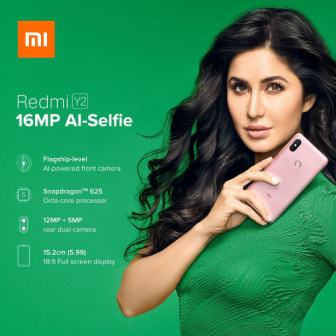 mi
Redmi Y2
16MP AI-Selfie
Flagship-level
AI-powered front camera
S
Snapdragon™ 625
Octa-core processor
12MP + 5MP
rear dual camera
15.2cm (5.99)
18:9 Full screen display